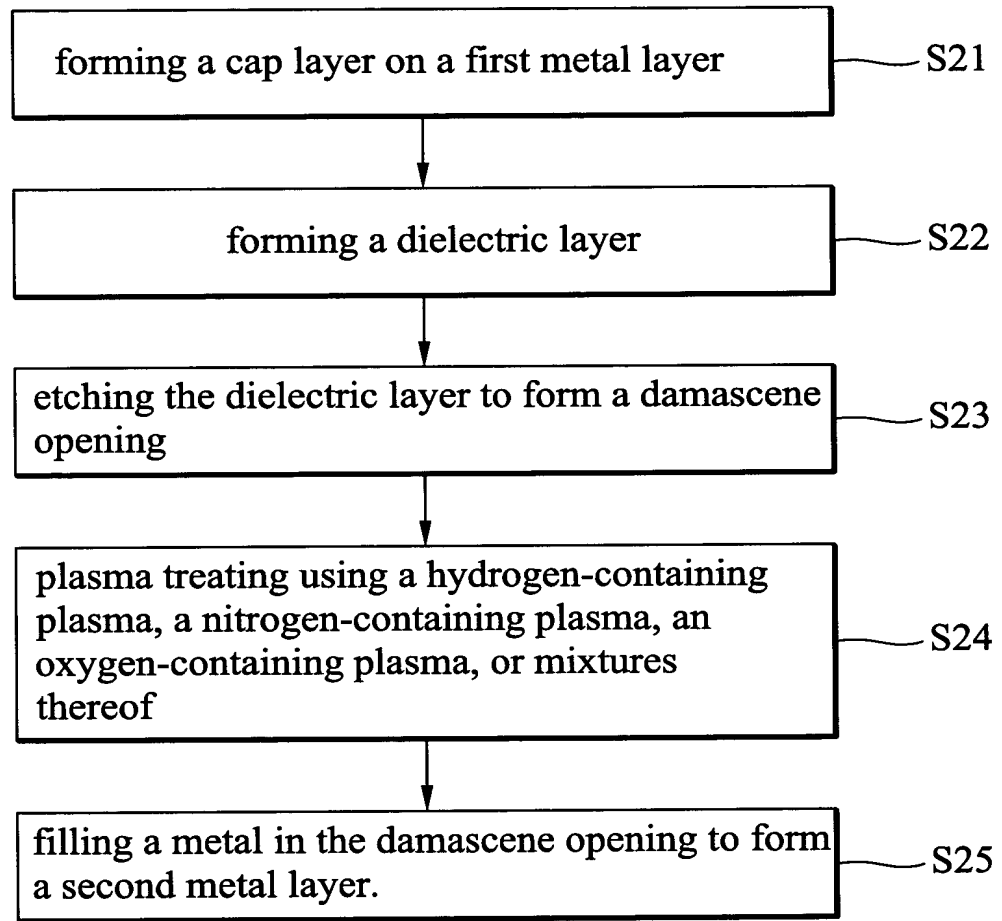 forming a cap layer on a first metal layer
S21
forming a dielectric layer
S22
etching the dielectric layer to form a damascene
opening
S23
plasma treating using a hydrogen-containing
plasma, a nitrogen-containing plasma, an
oxygen-containing plasma, or mixtures
thereof
S24
filling a metal in the damascene opening to form
a second metal layer.
S25